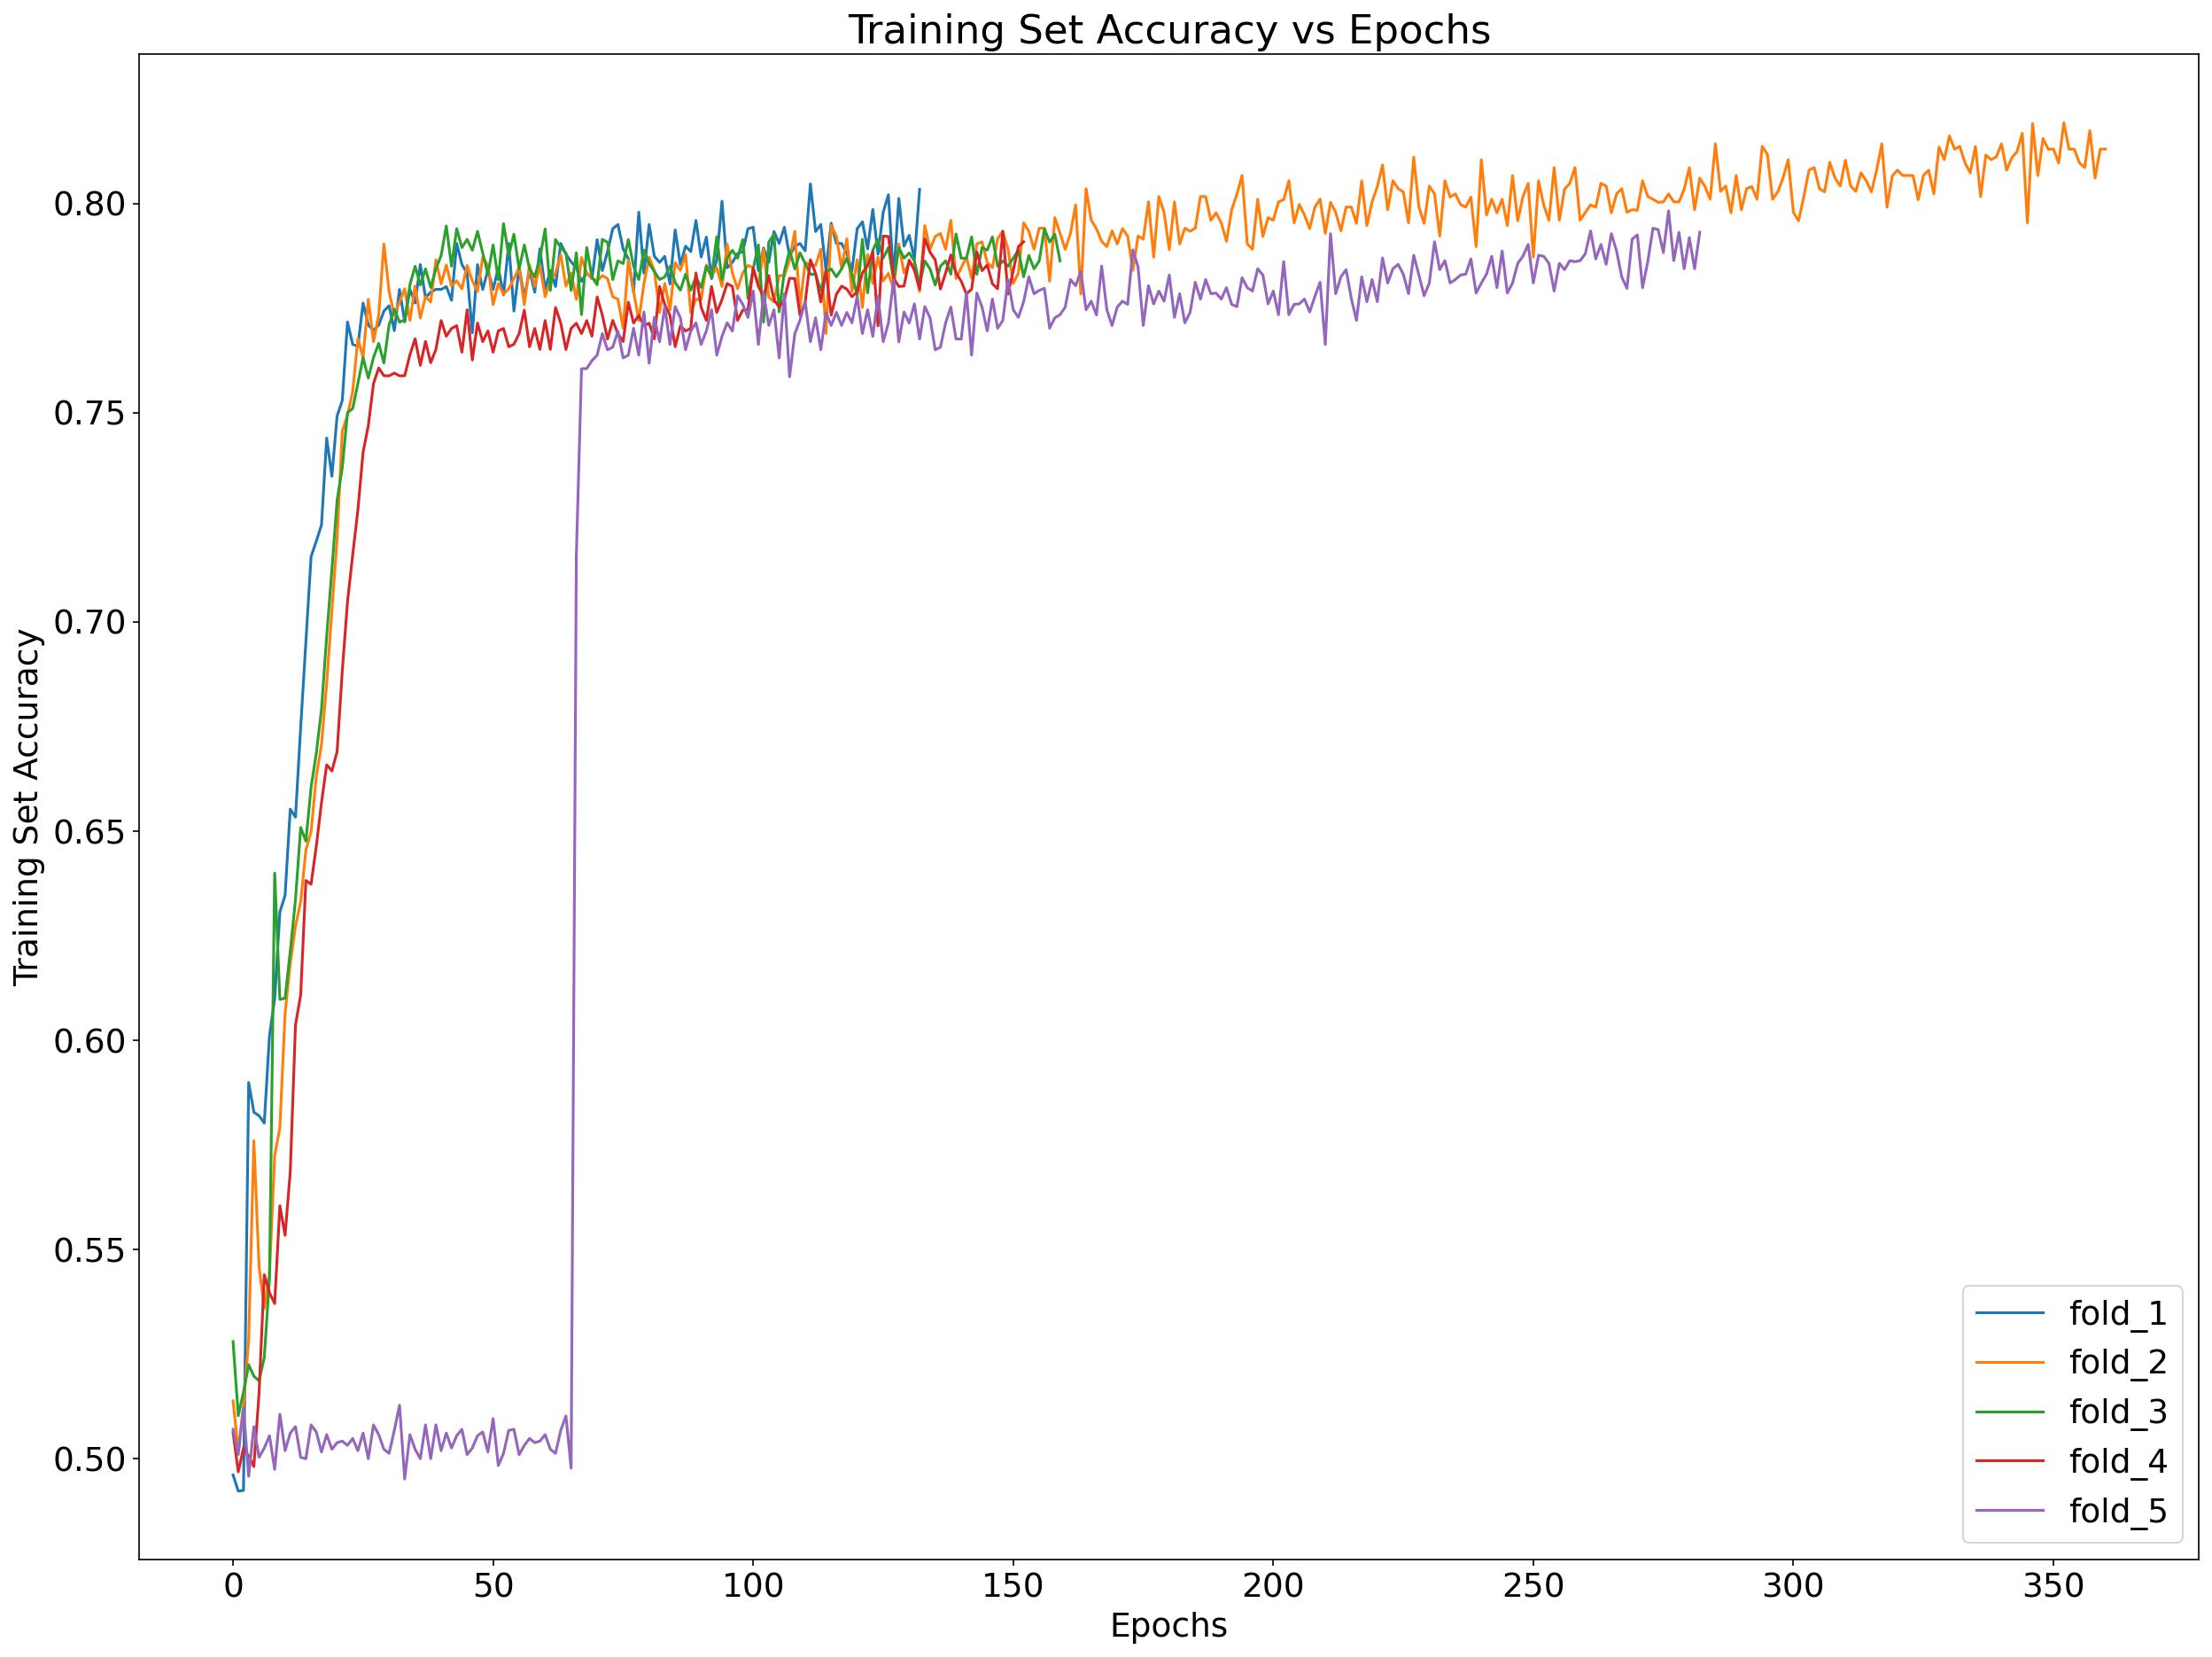 Training Set Accuracy vs Epochs
Training Set Accuracy
0.80
0.75
0.70
0.65
0.60
0.55
0.50
0 50 100 150 200 250 300 350
Epochs
fold_1
fold_2
fold_3
fold_4
fold_5